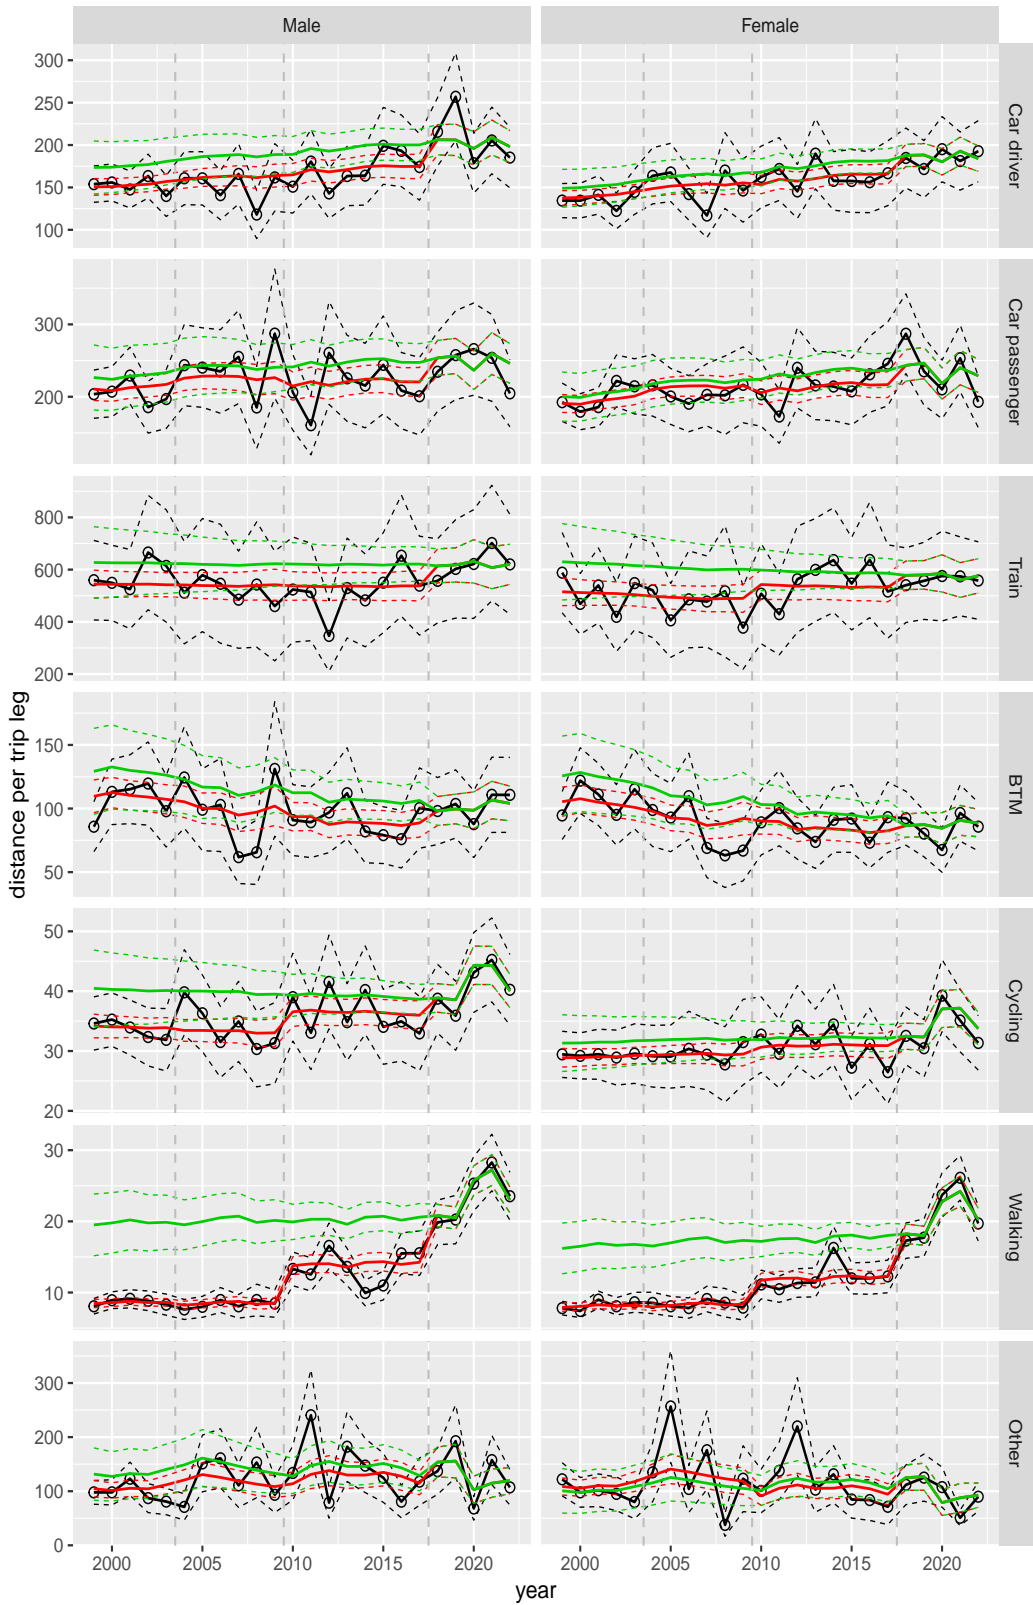 Male Female
300
250
200
150
100
Car driver
300
200
Car passenger
800
600
400
200
Train
150
100
50
BTM
distance per trip leg
50
40
30
20
Cycling
30
20
10
Walking
300
200
100
0
Other
2000 2005 2010 2015 2020 2000 2005 2010 2015 2020
year